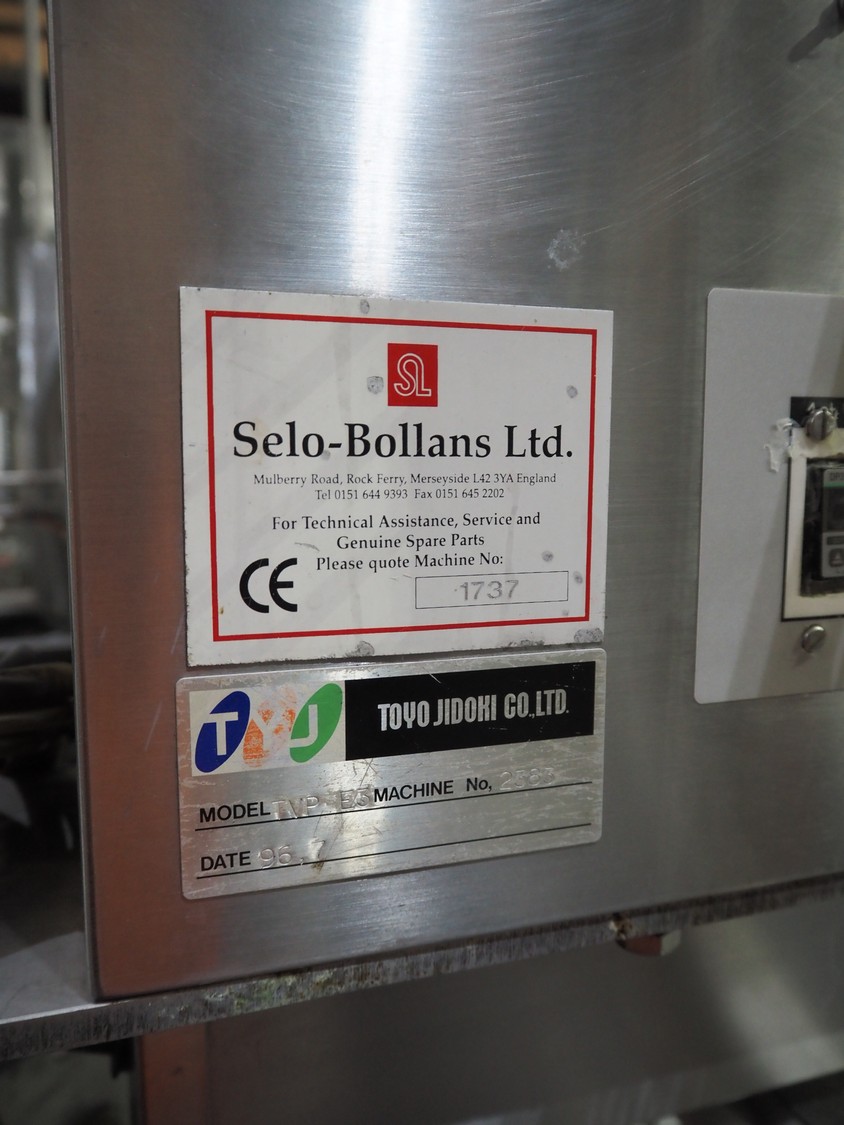 SL
Selo-Bollans Ltd.
Mulberry Road, Rock Ferry, Merseyside L42 3YA England
Tel 0151 644 9393 Fax 0151 645 2202
For Technical Assistance, Service and
Genuine Spare Parts
Please quote Machine No:
CE
1737
TYJ
TOYO JIDOKI CO.,LTD.
MODEL MACHINE No,
DATE 96.7